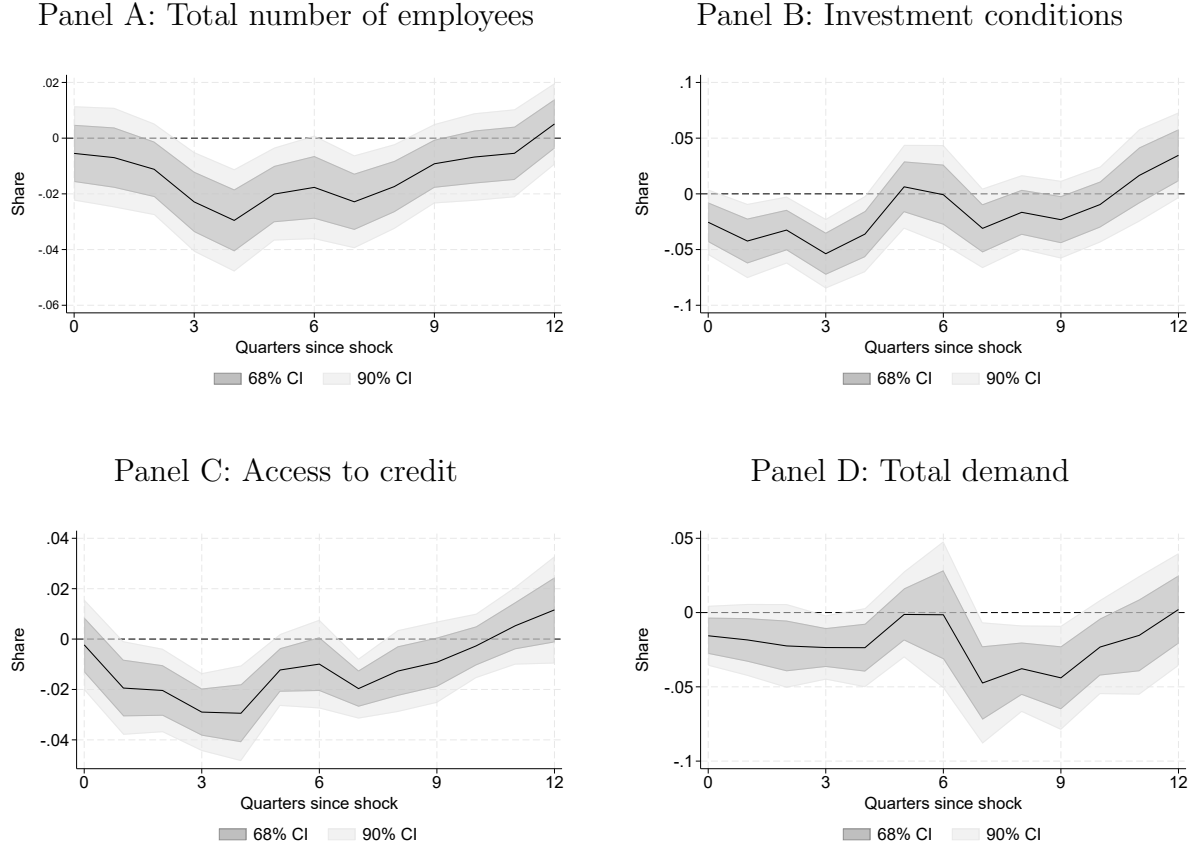 Panel A: Total number of employees
.02
0
-.02
-.04
-.06
Share
0 3 6 9 12
Quarters since shock
68% CI 90% CI
Panel B: Investment conditions
.1
.05
0
-.05
-.1
Share
0 3 6 9 12
Quarters since shock
68% CI 90% CI
Panel C: Access to credit
.04
.02
0
-.02
-.04
Share
0 3 6 9 12
Quarters since shock
68% CI 90% CI
Panel D: Total demand
.05
0
-.05
-.1
Share
0 3 6 9 12
Quarters since shock
68% CI 90% CI